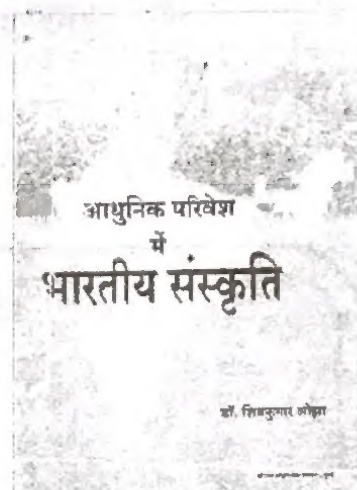 आधुनिक परिवेश
में
भारतीय संस्कृति
डॉ. शिवकुमार ओझा